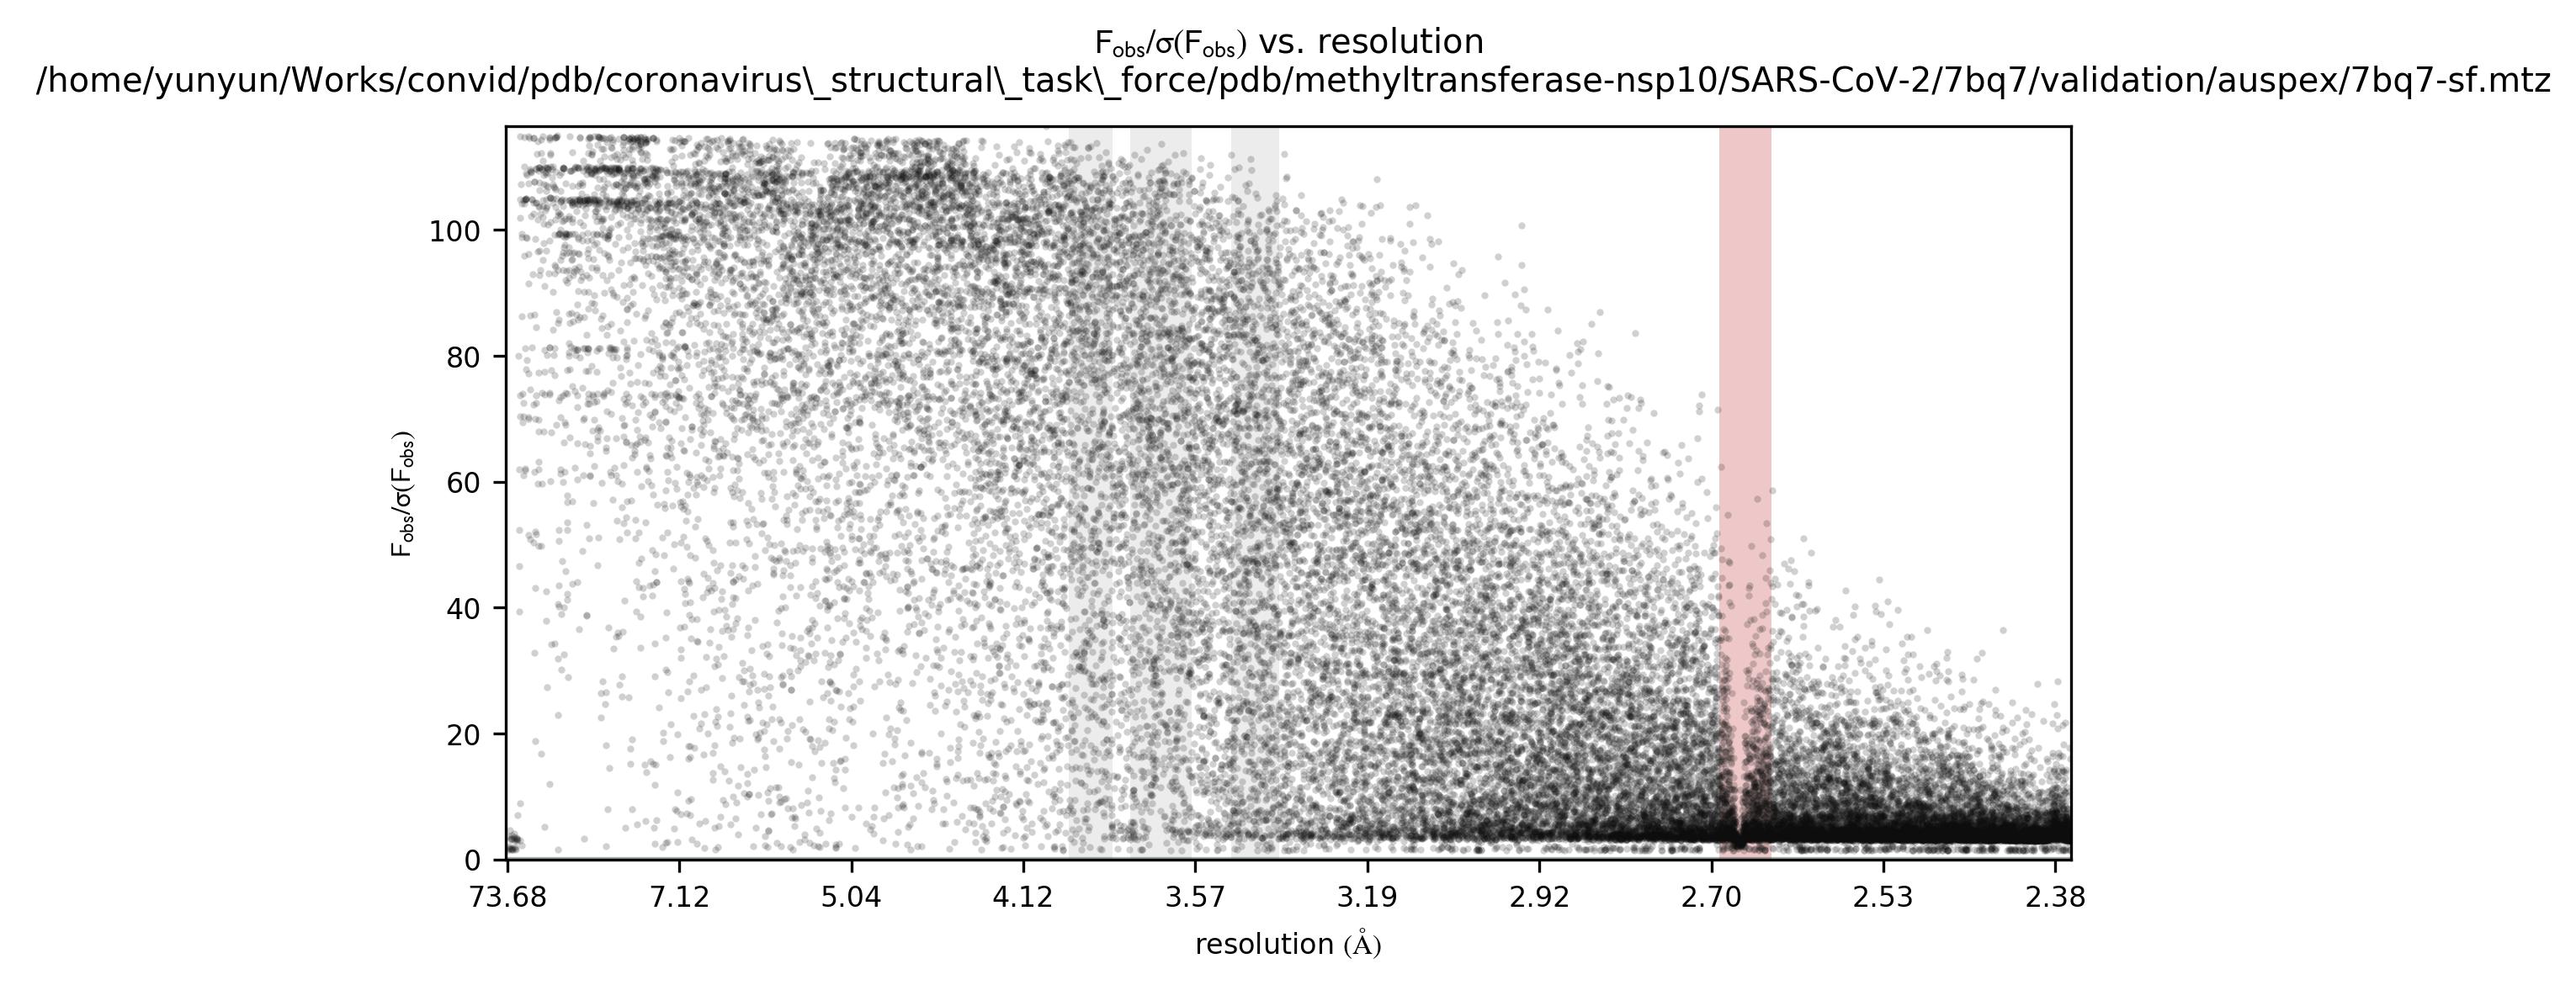 Fobs/σ(Fobs) vs. resolution
/home/yunyun/Works/convid/pdb/coronavirus\_structural\_task\_force/pdb/methyltransferase-nsp10/SARS-CoV-2/7bq7/validation/auspex/7bq7-sf.mtz
Fobs/σ(Fobs)
100
80
60
40
20
0
73.68 7.12 5.04 4.12 3.57 3.19 2.92 2.70 2.53 2.38
resolution (Å)